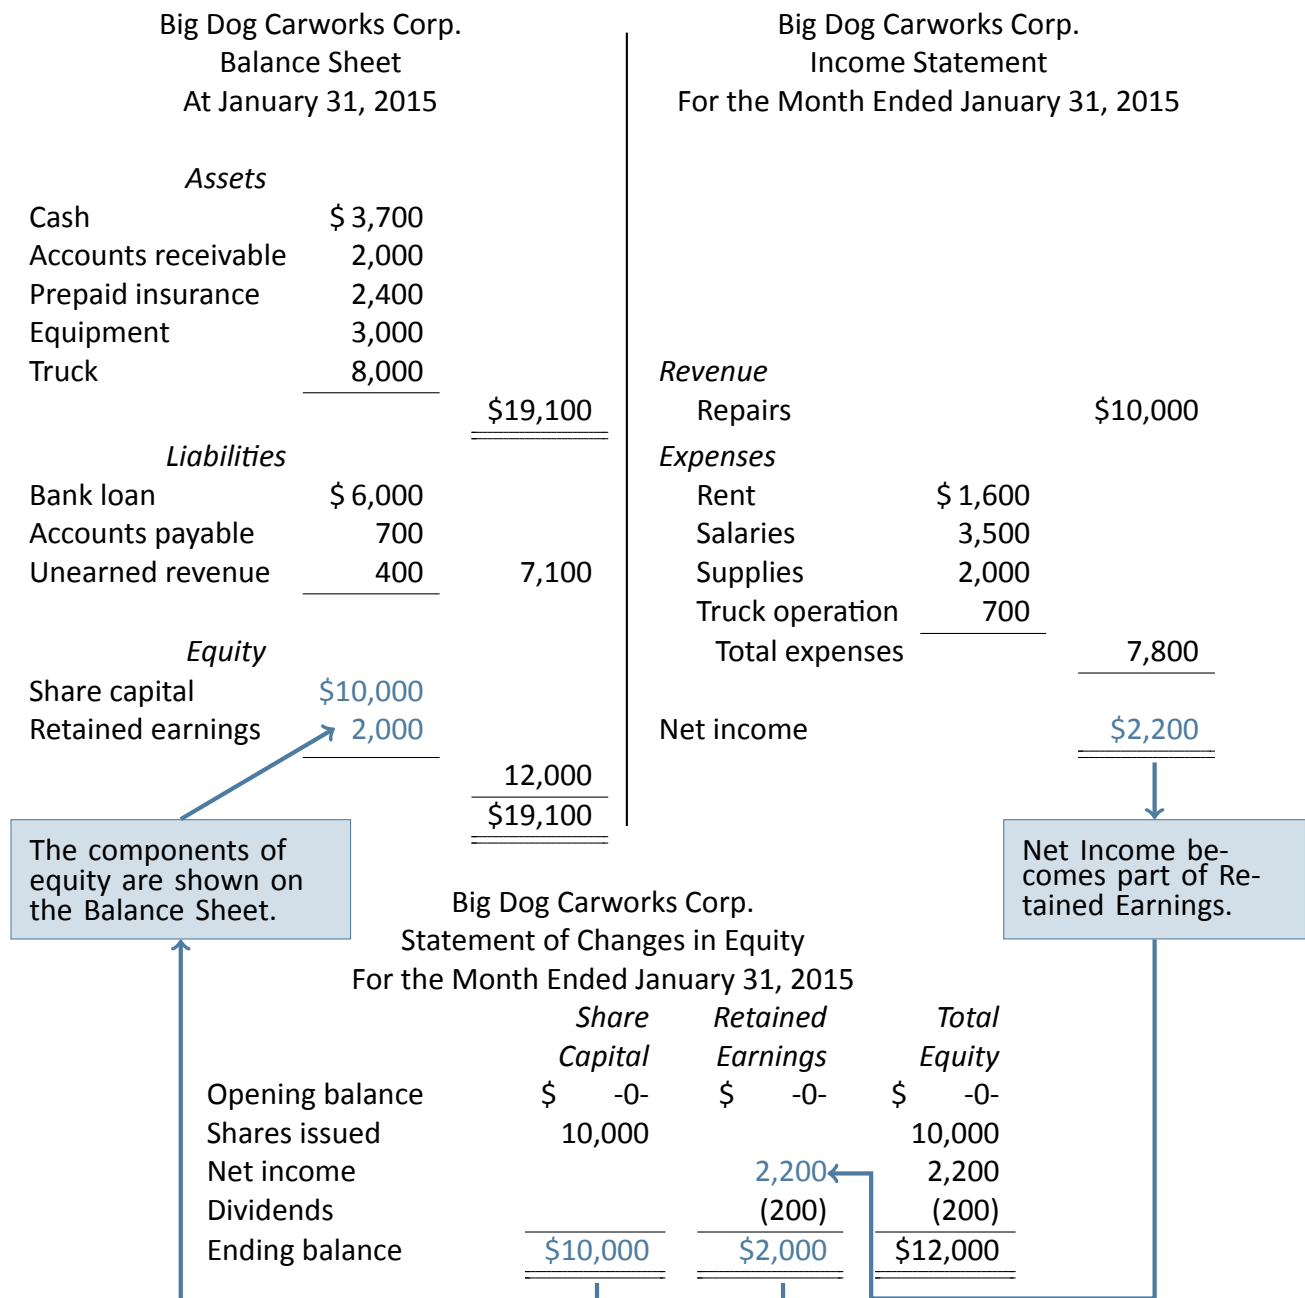 Big Dog Carworks Corp.
Balance Sheet
At January 31, 2015
Assets
Cash $ 3,700
Accounts receivable 2,000
Prepaid insurance 2,400
Equipment 3,000
Truck 8,000
$19,100
Liabilities
Bank loan $ 6,000
Accounts payable 700
Unearned revenue 400 7,100
Equity
Share capital $10,000
Retained earnings 2,000
12,000
$19,100
The components of
equity are shown on
the Balance Sheet.
Big Dog Carworks Corp.
Income Statement
For the Month Ended January 31, 2015
Revenue
Repairs $10,000
Expenses
Rent $ 1,600
Salaries 3,500
Supplies 2,000
Truck operation 700
Total expenses 7,800
Net income $2,200
Net Income be-
comes part of Re-
tained Earnings.
Big Dog Carworks Corp.
Statement of Changes in Equity
For the Month Ended January 31, 2015
Share Retained Total
Capital Earnings Equity
Opening balance $ -0- $ -0- $ -0-
Shares issued 10,000 10,000
Net income 2,200 2,200
Dividends (200) (200)
Ending balance $10,000 $2,000 $12,000